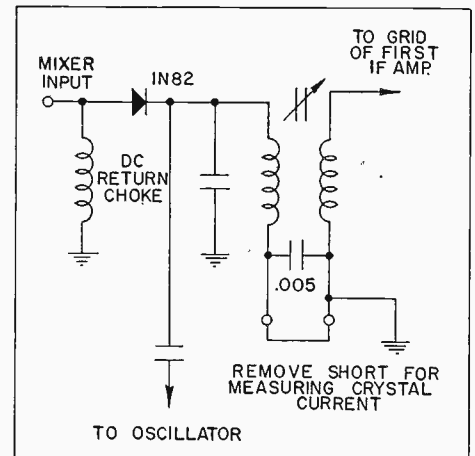 TO GRID
OF FIRST
IF AMP.
MIXER
INPUT
1N82
DC
RETURN
CHOKE
.005
REMOVE SHORT FOR
MEASURING CRYSTAL
CURRENT
TO OSCILLATOR